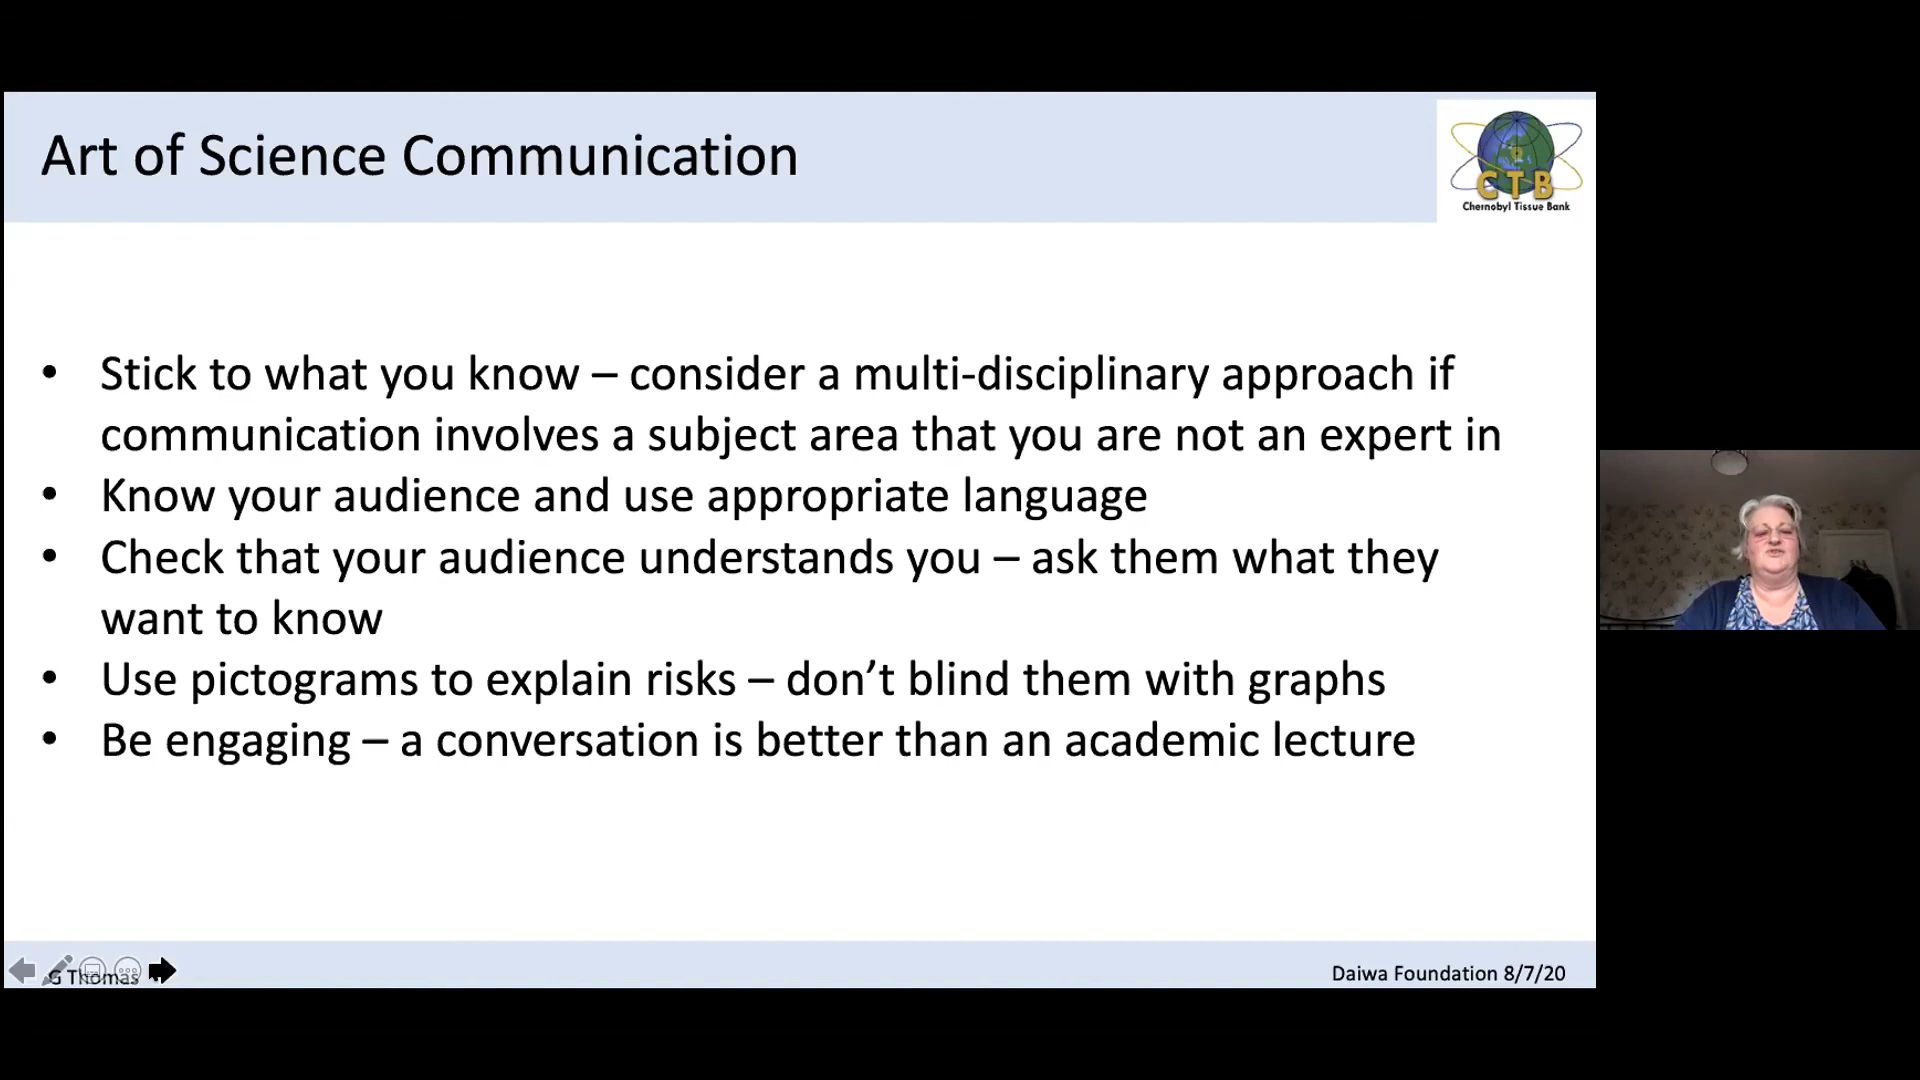 Art of Science Communication
CTB
Chernobyl Tissue Bank
• Stick to what you know – consider a multi-disciplinary approach if
communication involves a subject area that you are not an expert in
• Know your audience and use appropriate language
• Check that your audience understands you – ask them what they
want to know
• Use pictograms to explain risks – don’t blind them with graphs
• Be engaging – a conversation is better than an academic lecture
G Thomas
Daiwa Foundation 8/7/20